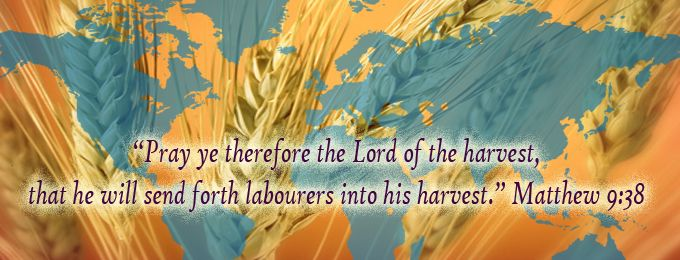 “Pray ye therefore the Lord of the harvest,
that he will send forth labourers into his harvest.” Matthew 9:38